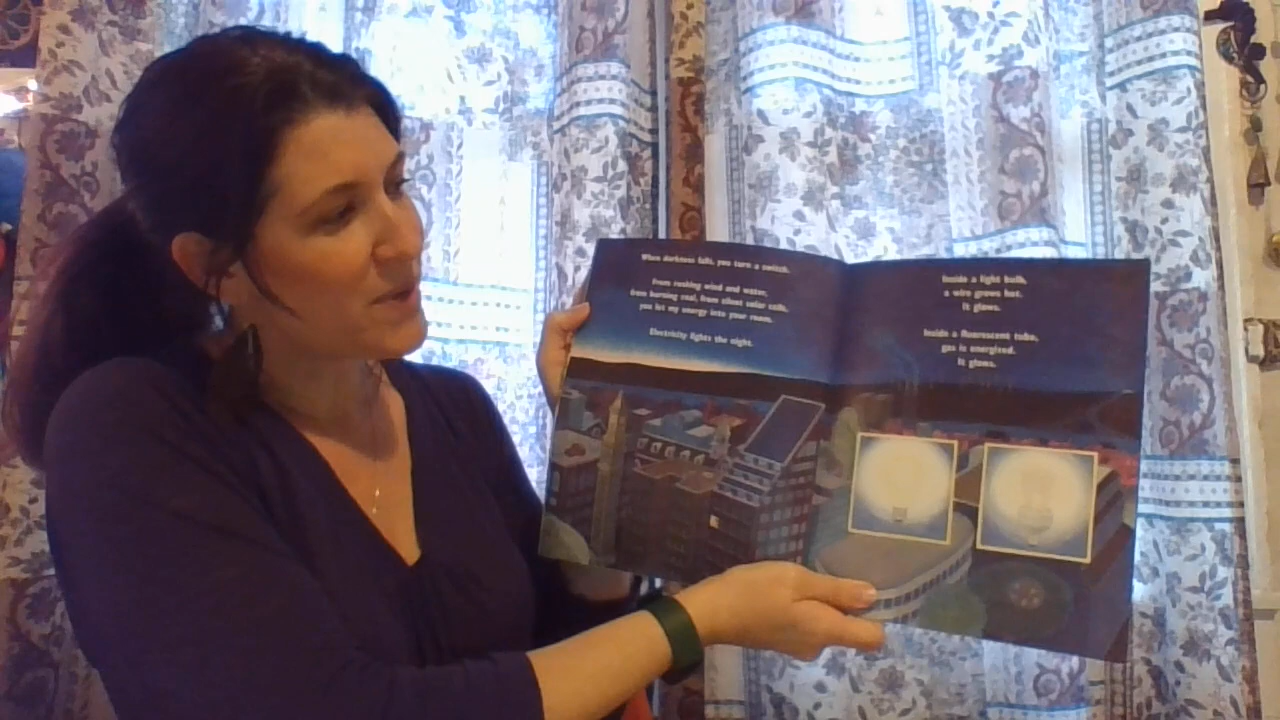 When darkness falls, you turn a switch.
From rushing wind and water,
from burning coal, from silent solar cells,
you let my energy into your room.
Electricity lights the night.
Inside a light bulb,
a wire grows hot.
It glows.
Inside a fluorescent tube,
gas is energized.
It glows.